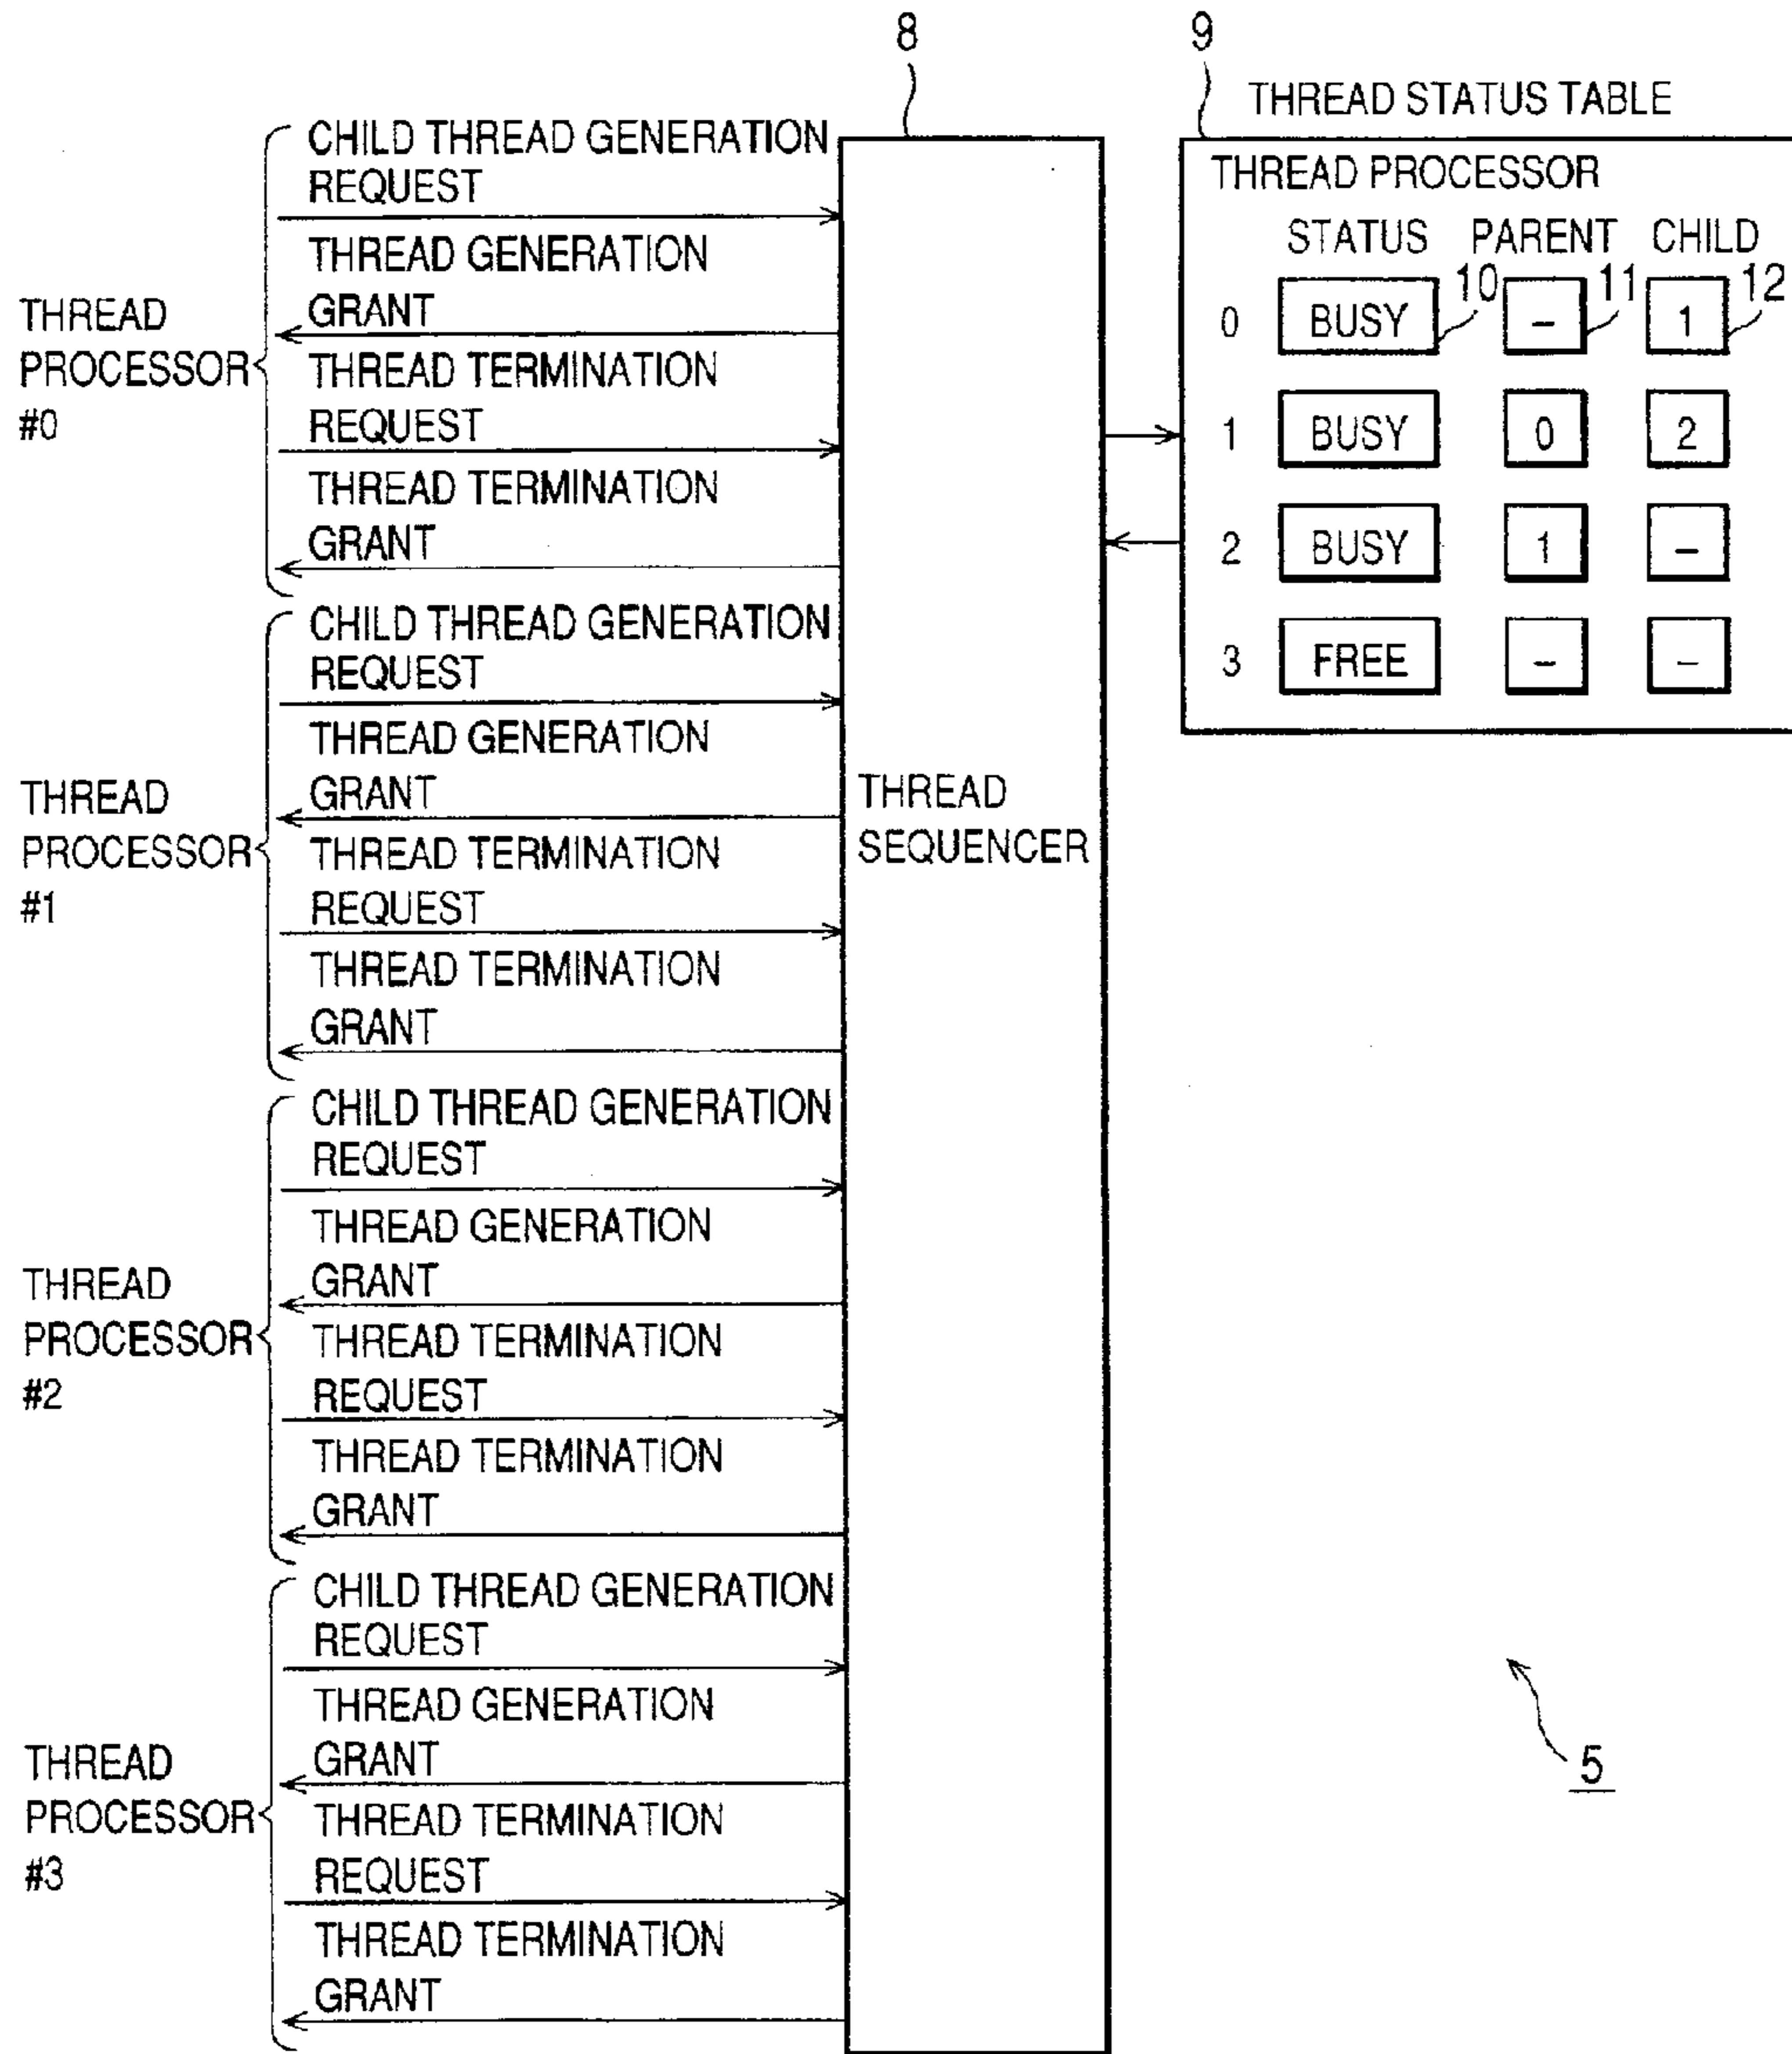 8
9
THREAD STATUS TABLE
CHILD THREAD GENERATION
REQUEST
THREAD GENERATION
GRANT
THREAD TERMINATION
REQUEST
THREAD TERMINATION
GRANT
THREAD
PROCESSOR
#0
CHILD THREAD GENERATION
REQUEST
THREAD GENERATION
GRANT
THREAD TERMINATION
REQUEST
THREAD TERMINATION
GRANT
THREAD
PROCESSOR
#1
CHILD THREAD GENERATION
REQUEST
THREAD GENERATION
GRANT
THREAD TERMINATION
REQUEST
THREAD TERMINATION
GRANT
THREAD
PROCESSOR
#2
CHILD THREAD GENERATION
REQUEST
THREAD GENERATION
GRANT
THREAD TERMINATION
REQUEST
THREAD TERMINATION
GRANT
THREAD
PROCESSOR
#3
THREAD
SEQUENCER
THREAD PROCESSOR
STATUS PARENT CHILD
10 11 12
0 BUSY – 1
1 BUSY 0 2
2 BUSY 1 –
3 FREE – –
5